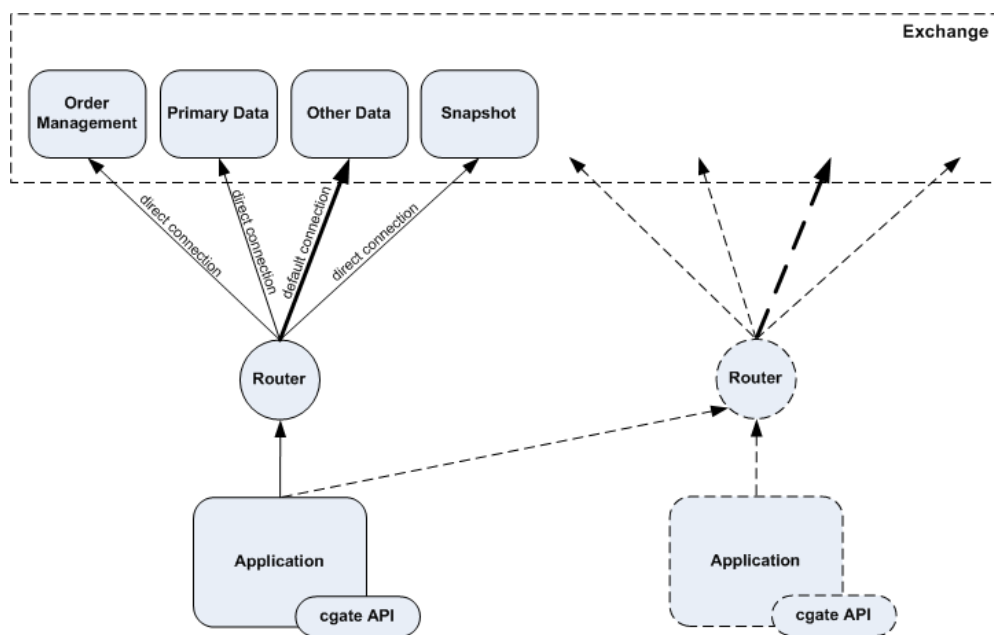 Exchange
Order
Management
Primary Data
Other Data
Snapshot
direct connection
direct connection
default connection
direct connection
Router
Router
Application
Application
cgate API
cgate API